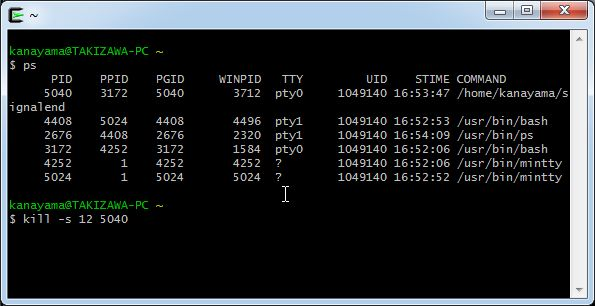 ~
kanayama@TAKIZAWA-PC ~
$ ps
PID PPID PGID WINPID TTY UID STIME COMMAND
5040 3172 5040 3712 pty0 1049140 16:53:47 /home/kanayama/s
ignalend
4408 5024 4408 4496 pty1 1049140 16:52:53 /usr/bin/bash
2676 4408 2676 2320 pty1 1049140 16:54:09 /usr/bin/ps
3172 4252 3172 1584 pty0 1049140 16:52:06 /usr/bin/bash
4252 1 4252 4252 ? 1049140 16:52:06 /usr/bin/mintty
5024 1 5024 5024 ? 1049140 16:52:52 /usr/bin/mintty
kanayama@TAKIZAWA-PC ~
$ kill -s 12 5040